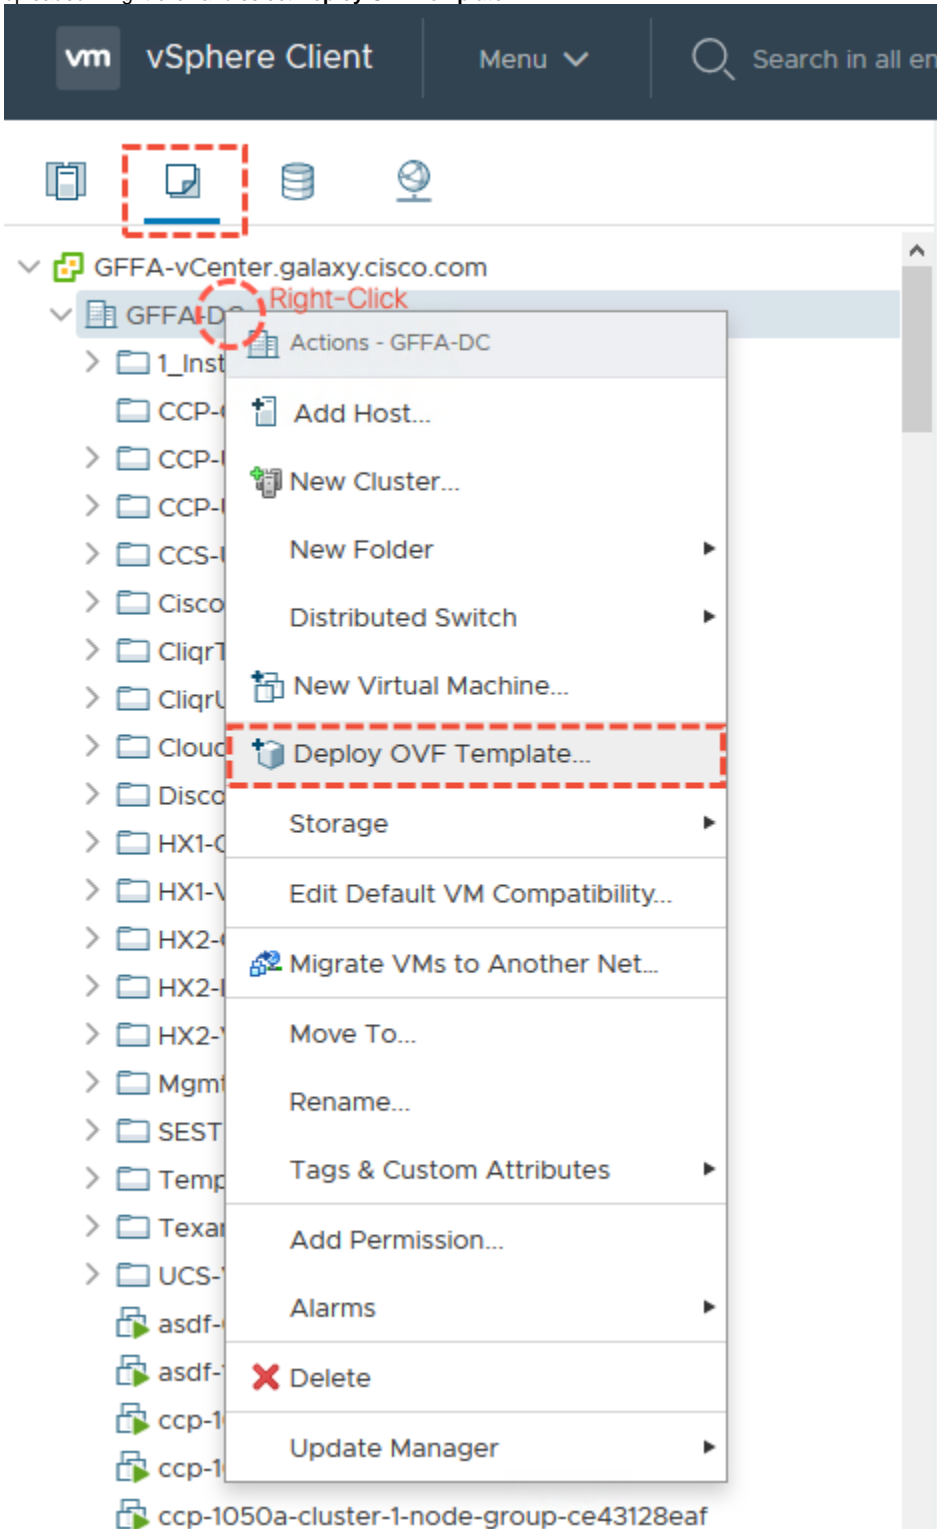 vm vSphere Client Menu Search in all en
GFFA-vCenter.galaxy.cisco.com
Right-Click
GFFA-DC
Actions - GFFA-DC
1_Inst
Add Host...
CCP-
CCP-
New Cluster...
CCP-
New Folder
CCS-
Cisco
Distributed Switch
CliqrT
New Virtual Machine...
Cliqr
Cloud
Deploy OVF Template...
Disco
Storage
HX1-
HX1-
Edit Default VM Compatibility...
HX2-
Migrate VMs to Another Net...
HX2-
HX2-
Move To...
Mgmt
Rename...
SEST
Temp
Tags & Custom Attributes
Texan
Add Permission...
UCS-
Alarms
asdf-
asdf-
Delete
ccp-1
Update Manager
ccp-1
ccp-1050a-cluster-1-node-group-ce43128eaf